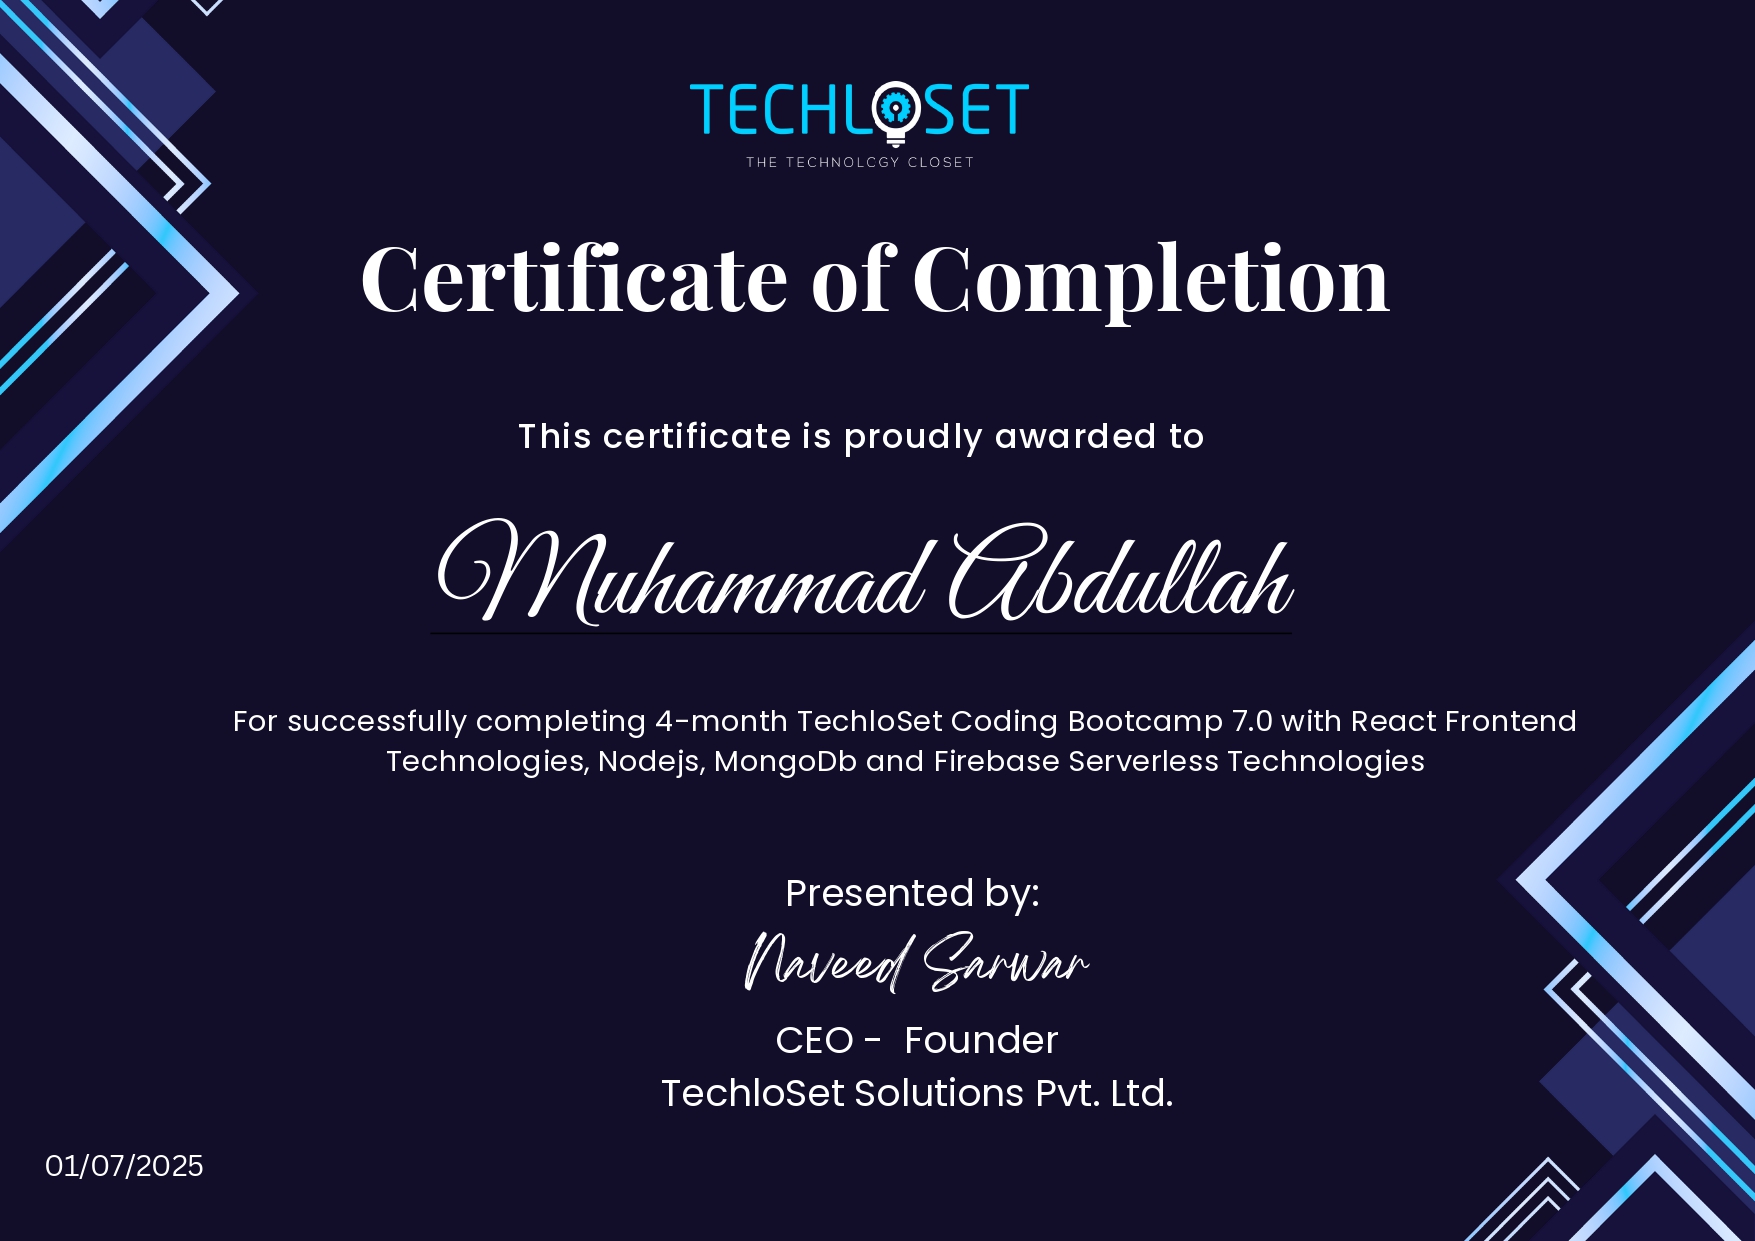 TECHLOSET
THE TECHNOLCGY CLOSET
Certificate of Completion
This certificate is proudly awarded to
Muhammad Abdullah
For successfully completing 4-month TechloSet Coding Bootcamp 7.0 with React Frontend
Technologies, Nodejs, MongoDb and Firebase Serverless Technologies
Presented by:
Naveed Sarwar
CEO -  Founder
TechloSet Solutions Pvt. Ltd.
01/07/2025